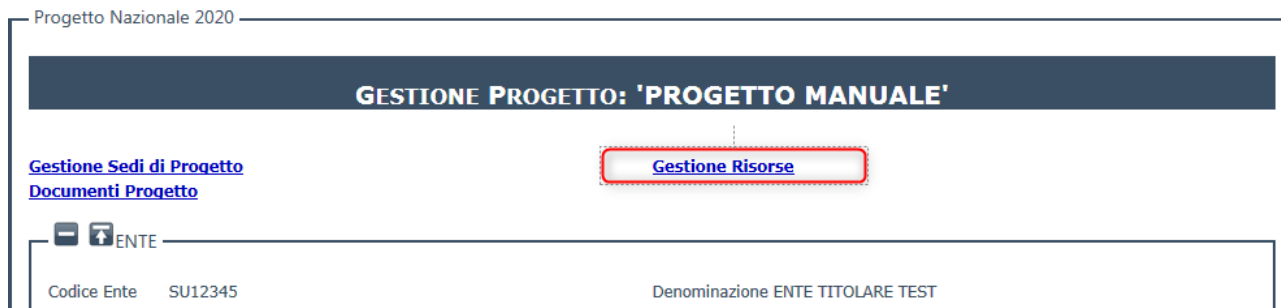 Progetto Nazionale 2020
GESTIONE PROGETTO: 'PROGETTO MANUALE'
Gestione Sedi di Progetto Gestione Risorse
Documenti Progetto
ENTE
Codice Ente SU12345 Denominazione ENTE TITOLARE TEST